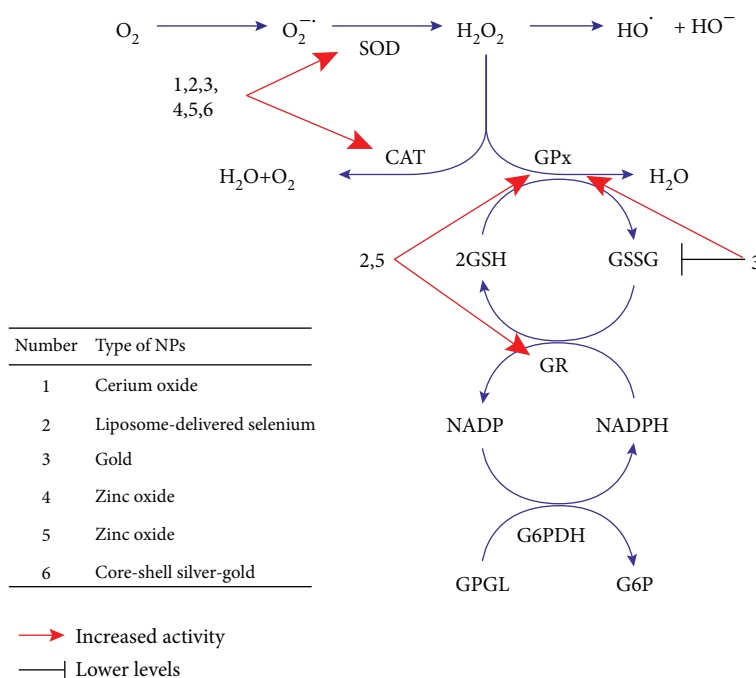 O₂ O₂⁻· H₂O₂ HO· + HO⁻
SOD
1,2,3,
4,5,6
CAT GPx
H₂O+O₂ H₂O
2,5 2GSH GSSG 3
GR
NADP NADPH
G6PDH
GPGL G6P
Number Type of NPs
1 Cerium oxide
2 Liposome-delivered selenium
3 Gold
4 Zinc oxide
5 Zinc oxide
6 Core-shell silver-gold
Increased activity
Lower levels